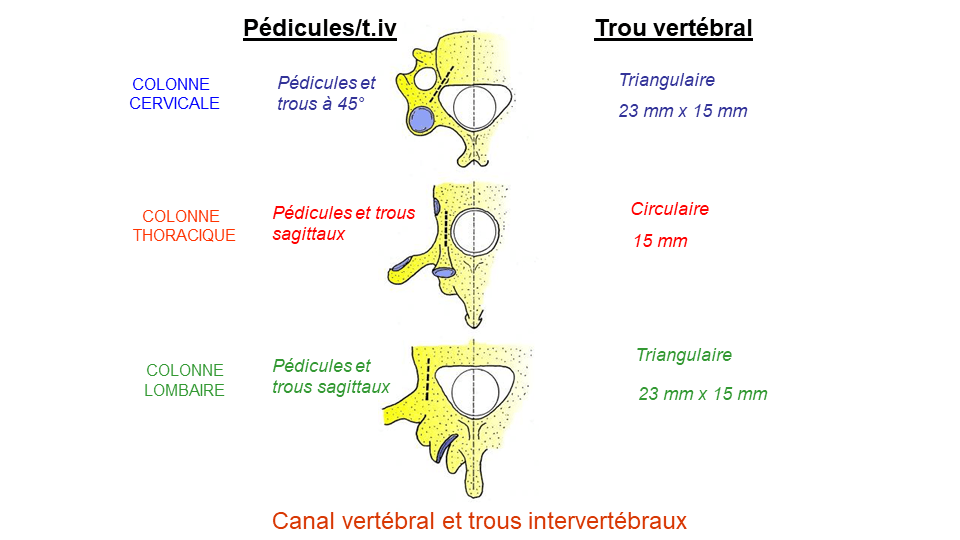 Pédicules/t.iv
Trou vertébral
COLONNE
CERVICALE
Pédicules et
trous à 45°
Triangulaire
23 mm x 15 mm
COLONNE
THORACIQUE
Pédicules et trous
sagittaux
Circulaire
15 mm
COLONNE
LOMBAIRE
Pédicules et
trous sagittaux
Triangulaire
23 mm x 15 mm
Canal vertébral et trous intervertébraux